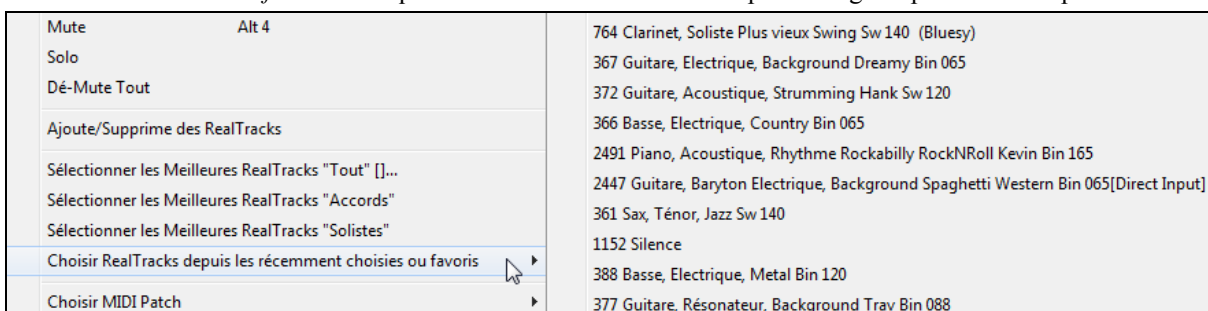 Mute Alt 4
Solo
Dé-Mute Tout
Ajoute/Supprime des RealTracks
Sélectionner les Meilleures RealTracks "Tout" []...
Sélectionner les Meilleures RealTracks "Accords"
Sélectionner les Meilleures RealTracks "Solistes"
Choisir RealTracks depuis les récemment choisies ou favoris
Choisir MIDI Patch
764 Clarinet, Soliste Plus vieux Swing Sw 140 (Bluesy)
367 Guitare, Electrique, Background Dreamy Bin 065
372 Guitare, Acoustique, Strumming Hank Sw 120
366 Basse, Electrique, Country Bin 065
2491 Piano, Acoustique, Rhythme Rockabilly RockNRoll Kevin Bin 165
2447 Guitare, Baryton Electrique, Background Spaghetti Western Bin 065[Direct Input]
361 Sax, Ténor, Jazz Sw 140
1152 Silence
388 Basse, Electrique, Metal Bin 120
377 Guitare, Résonateur, Background Bin 088